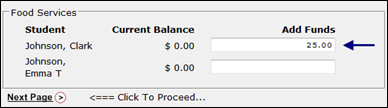 Food Services
Student Current Balance Add Funds
Johnson, Clark $ 0.00 25.00
Johnson,
Emma T $ 0.00
Next Page > <=== Click To Proceed...